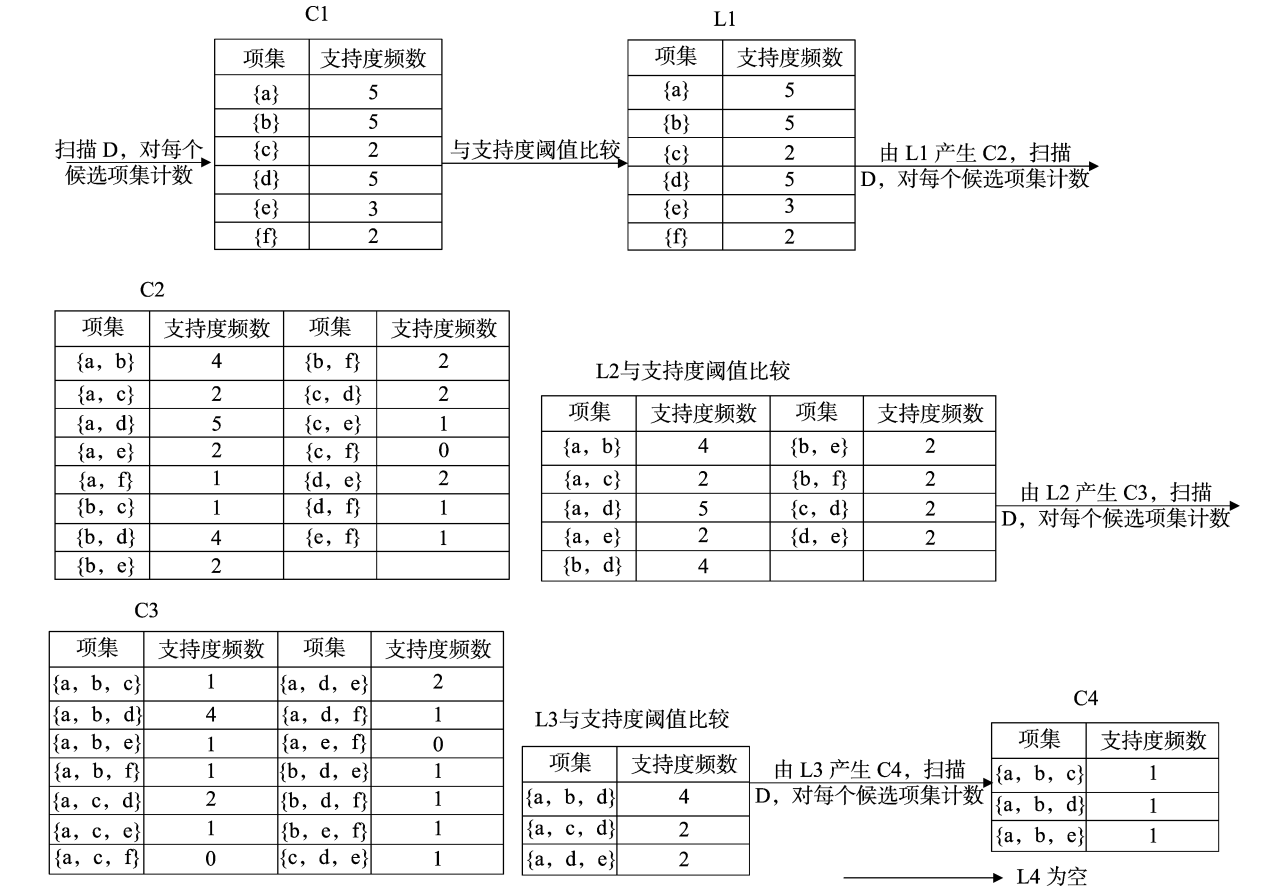 C1
项集 支持度频数
{a} 5
{b} 5
{c} 2
{d} 5
{e} 3
{f} 2
扫描 D，对每个
候选项集计数
与支持度阈值比较
L1
项集 支持度频数
{a} 5
{b} 5
{c} 2
{d} 5
{e} 3
{f} 2
由 L1 产生 C2，扫描
D，对每个候选项集计数
C2
项集 支持度频数 项集 支持度频数
{a，b} 4 {b，f} 2
{a，c} 2 {c，d} 2
{a，d} 5 {c，e} 1
{a，e} 2 {c，f} 0
{a，f} 1 {d，e} 2
{b，c} 1 {d，f} 1
{b，d} 4 {e，f} 1
{b，e} 2
L2与支持度阈值比较
项集 支持度频数 项集 支持度频数
{a，b} 4 {b，e} 2
{a，c} 2 {b，f} 2
{a，d} 5 {c，d} 2
{a，e} 2 {d，e} 2
{b，d} 4
由 L2 产生 C3，扫描
D，对每个候选项集计数
C3
项集 支持度频数 项集 支持度频数
{a，b，c} 1 {a，d，e} 2
{a，b，d} 4 {a，d，f} 1
{a，b，e} 1 {a，e，f} 0
{a，b，f} 1 {b，d，e} 1
{a，c，d} 2 {b，d，f} 1
{a，c，e} 1 {b，e，f} 1
{a，c，f} 0 {c，d，e} 1
L3与支持度阈值比较
项集 支持度频数
{a，b，d} 4
{a，c，d} 2
{a，d，e} 2
由 L3 产生 C4，扫描
D，对每个候选项集计数
C4
项集 支持度频数
{a，b，c} 1
{a，b，d} 1
{a，b，e} 1
L4 为空